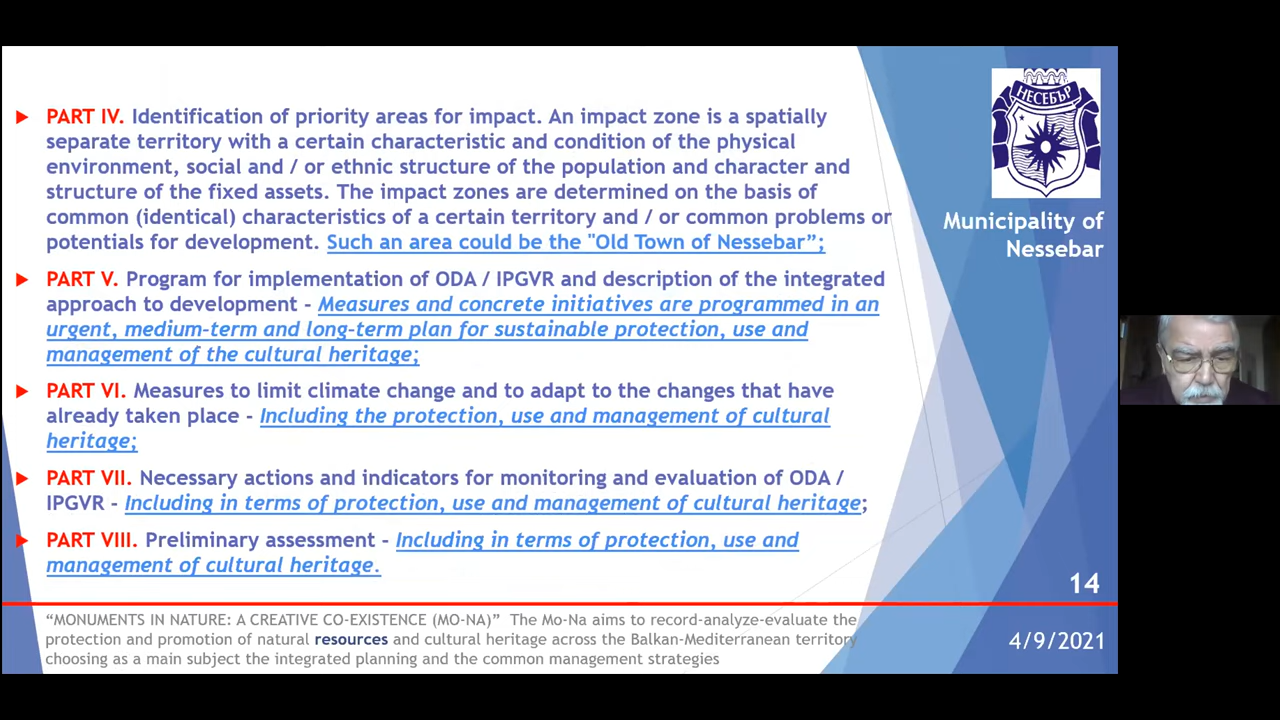 PART IV. Identification of priority areas for impact. An impact zone is a spatially
separate territory with a certain characteristic and condition of the physical
environment, social and / or ethnic structure of the population and character and
structure of the fixed assets. The impact zones are determined on the basis of
common (identical) characteristics of a certain territory and / or common problems or
potentials for development. Such an area could be the "Old Town of Nessebar”;
PART V. Program for implementation of ODA / IPGVR and description of the integrated
approach to development - Measures and concrete initiatives are programmed in an
urgent, medium-term and long-term plan for sustainable protection, use and
management of the cultural heritage;
PART VI. Measures to limit climate change and to adapt to the changes that have
already taken place - Including the protection, use and management of cultural
heritage;
PART VII. Necessary actions and indicators for monitoring and evaluation of ODA /
IPGVR - Including in terms of protection, use and management of cultural heritage;
PART VIII. Preliminary assessment - Including in terms of protection, use and
management of cultural heritage.
НЕСЕБЪР
Municipality of
Nessebar
14
“MONUMENTS IN NATURE: A CREATIVE CO-EXISTENCE (MO-NA)” The Mo-Na aims to record-analyze-evaluate the
protection and promotion of natural resources and cultural heritage across the Balkan-Mediterranean territory
choosing as a main subject the integrated planning and the common management strategies
4/9/2021